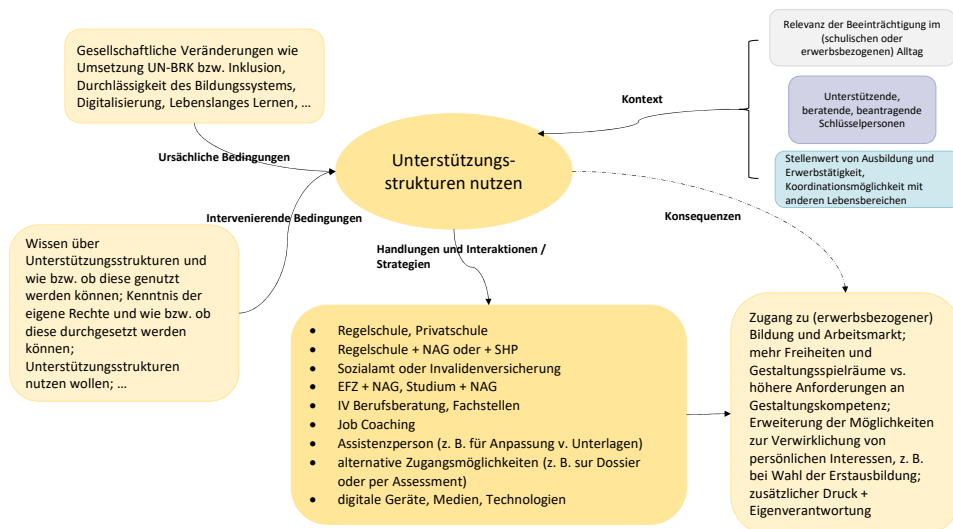 Gesellschaftliche Veränderungen wie
Umsetzung UN-BRK bzw. Inklusion,
Durchlässigkeit des Bildungssystems,
Digitalisierung, Lebenslanges Lernen, …
Ursächliche Bedingungen
Relevanz der Beeinträchtigung im
(schulischen oder
erwerbsbezogenen) Alltag
Kontext
Unterstützende,
beratende, beantragende
Schlüsselpersonen
Stellenwert von Ausbildung und
Erwerbstätigkeit,
Koordinationsmöglichkeit mit
anderen Lebensbereichen
Unterstützungs-
strukturen nutzen
Intervenierende Bedingungen
Konsequenzen
Handlungen und Interaktionen /
Strategien
Wissen über
Unterstützungsstrukturen und
wie bzw. ob diese genutzt
werden können; Kenntnis der
eigene Rechte und wie bzw. ob
diese durchgesetzt werden
können;
Unterstützungsstrukturen
nutzen wollen; …
• Regelschule, Privatschule
• Regelschule + NAG oder + SHP
• Sozialamt oder Invalidenversicherung
• EFZ + NAG, Studium + NAG
• IV Berufsberatung, Fachstellen
• Job Coaching
• Assistenzperson (z. B. für Anpassung v. Unterlagen)
• alternative Zugangsmöglichkeiten (z. B. sur Dossier
oder per Assessment)
• digitale Geräte, Medien, Technologien
Zugang zu (erwerbsbezogener)
Bildung und Arbeitsmarkt;
mehr Freiheiten und
Gestaltungsspielräume vs.
höhere Anforderungen an
Gestaltungskompetenz;
Erweiterung der Möglichkeiten
zur Verwirklichung von
persönlichen Interessen, z. B.
bei Wahl der Erstausbildung;
zusätzlicher Druck +
Eigenverantwortung